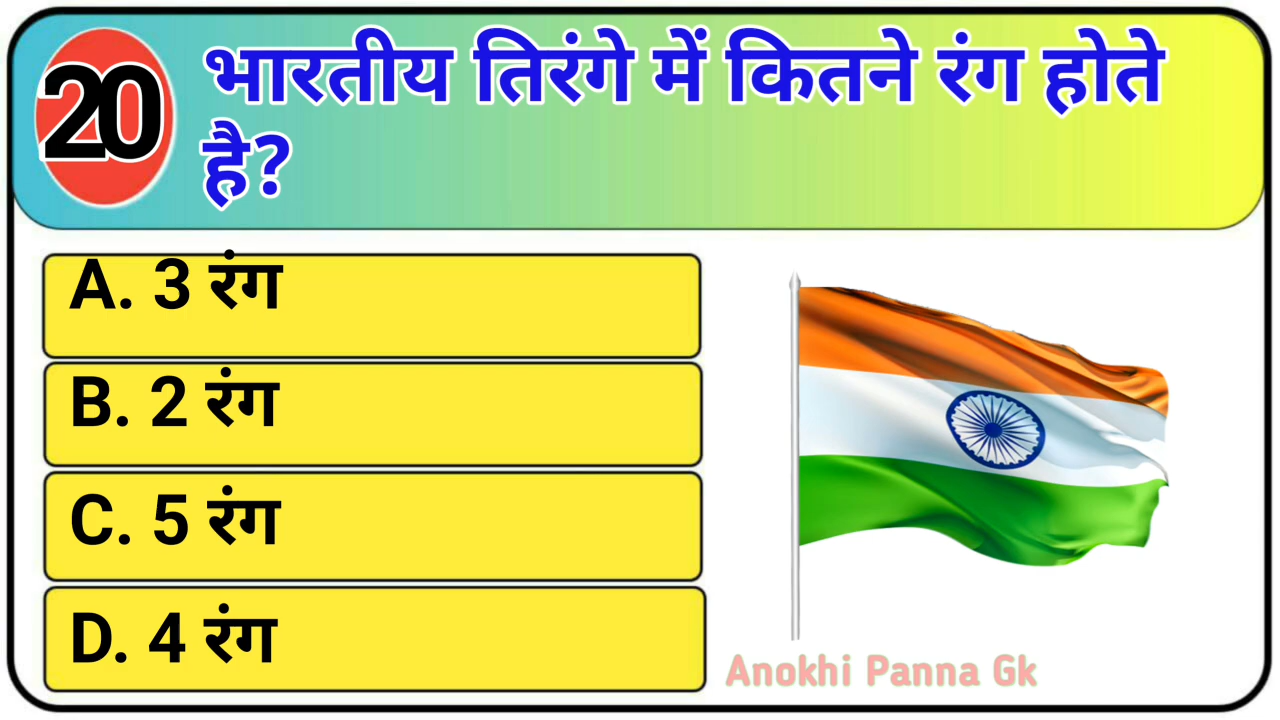 20
भारतीय तिरंगे में कितने रंग होते
है?
A. 3 रंग
B. 2 रंग
C. 5 रंग
D. 4 रंग
Anokhi Panna Gk